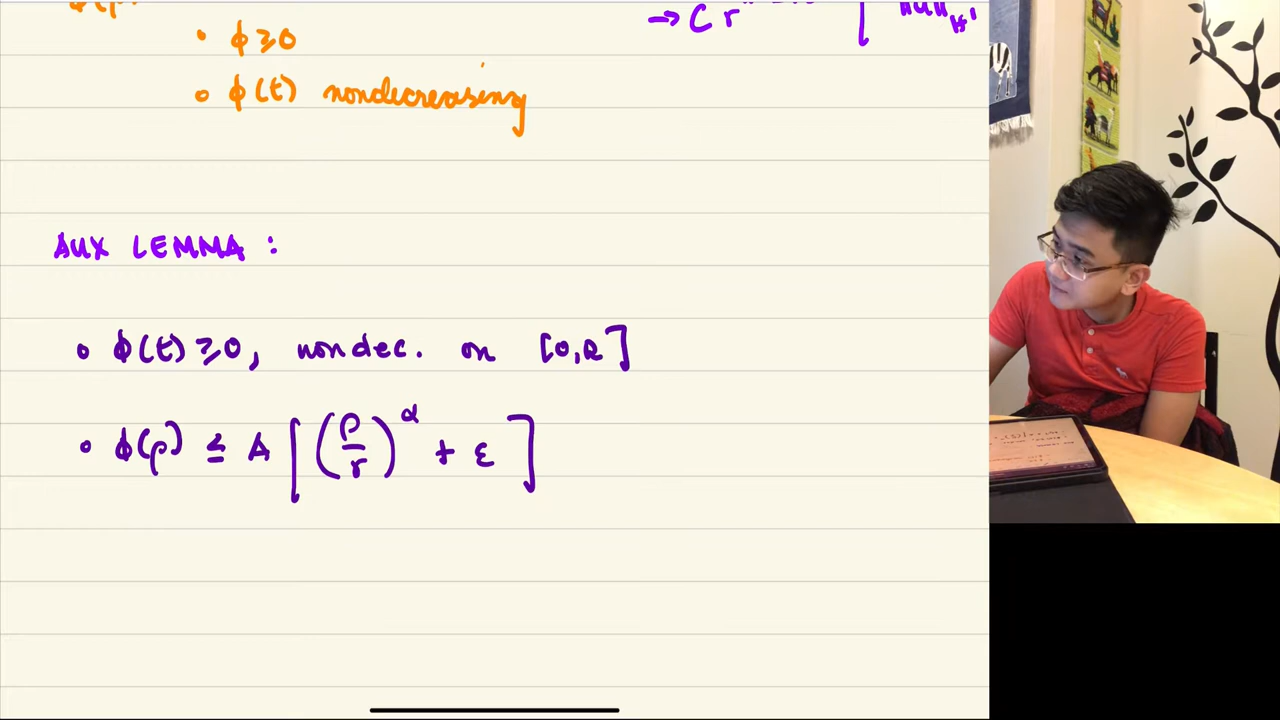 → C r
• ϕ ≥ 0
• ϕ(t) nondecreasing
AUX LEMMA :
• ϕ(t) ≥ 0, nondec. on [0,R]
• ϕ(ρ) ≤ A [ (ρ/r)^α + ε ]